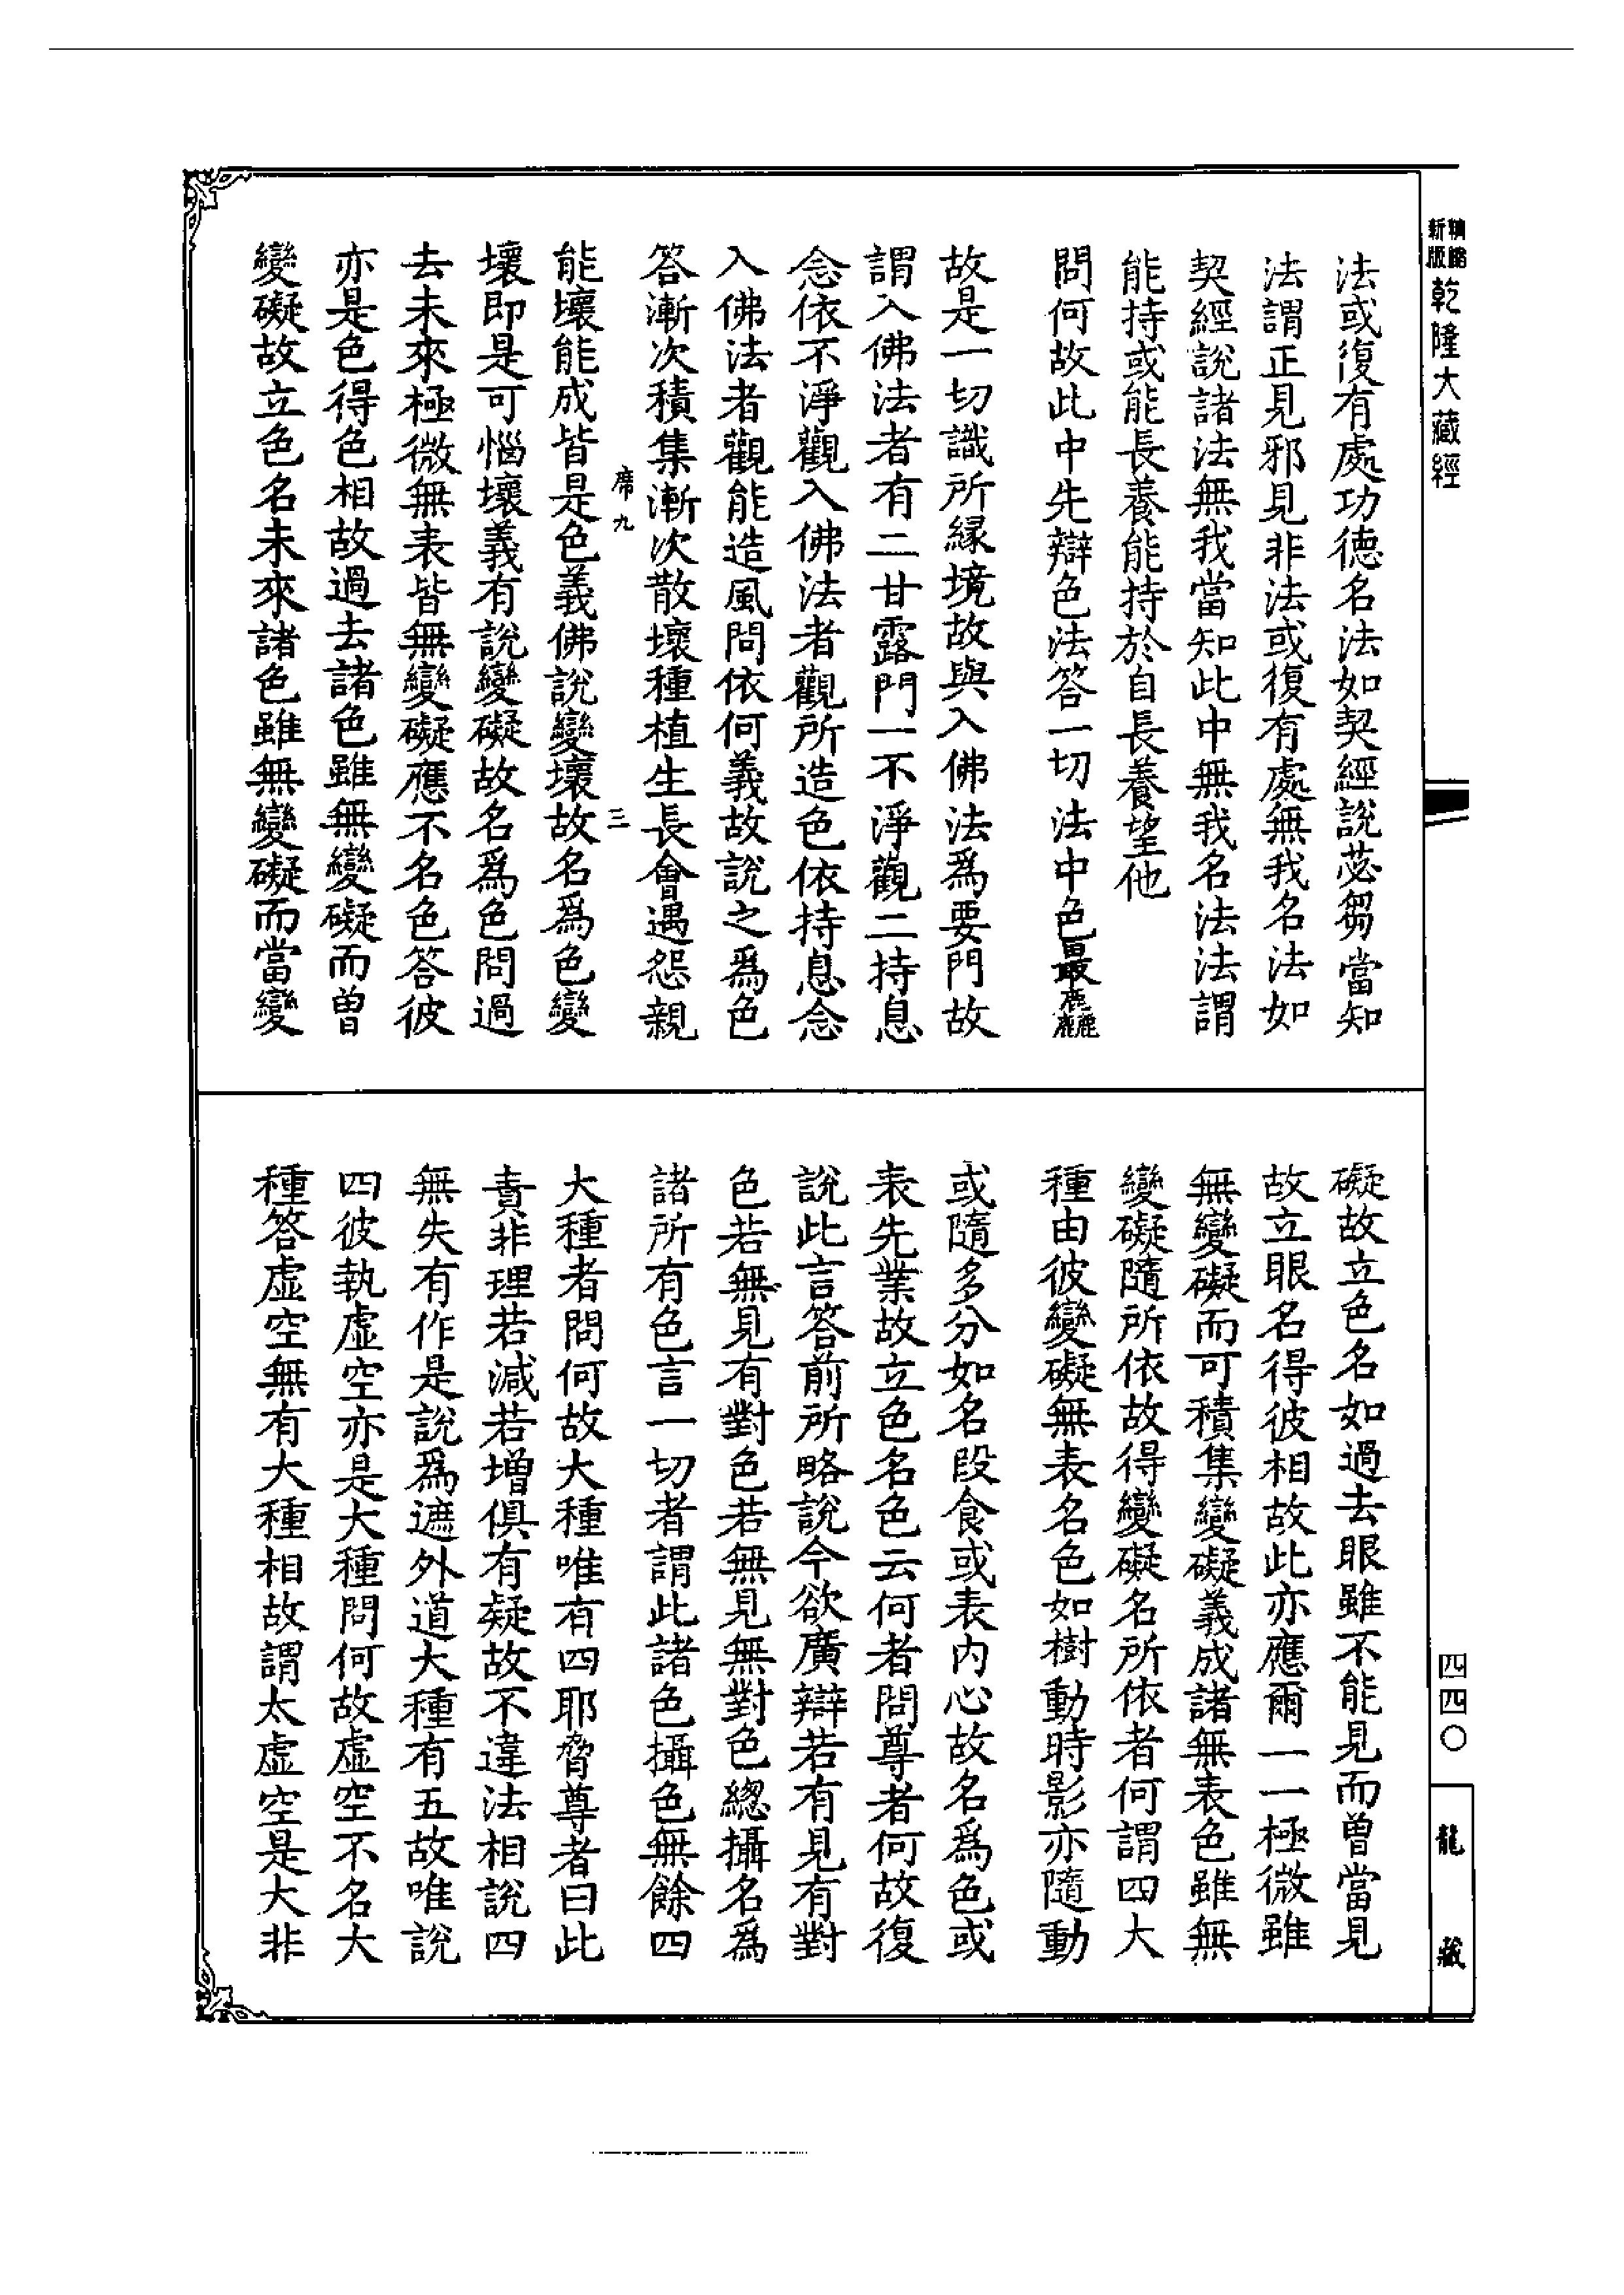 新版精縮乾隆大藏經
法或復有處功德名法如契經說苾芻當知
法謂正見邪見非法或復有處無我名法如
契經說諸法無我當知此中無我名法法謂
能持或能長養能持於自長養望他
問何故此中先辯色法答一切法中色最麤
故是一切識所緣境故與入佛法為要門故
謂入佛法者有二甘露門一不淨觀二持息
念依不淨觀入佛法者觀所造色依持息念
入佛法者觀能造風問依何義故說之為色
答漸次積集漸次散壞種植生長會遇怨親
席九 三
能壞能成皆是色義佛說變壞故名為色變
壞即是可惱壞義有說變礙故名為色問過
去未來極微無表皆無變礙應不名色答彼
亦是色得色相故過去諸色雖無變礙而曾
變礙故立色名未來諸色雖無變礙而當變
礙故立色名如過去眼雖不能見而曾當見
故立眼名得彼相故此亦應爾一一極微雖
無變礙而可積集變礙義成諸無表色雖無
變礙隨所依故得變礙名所依者何謂四大
種由彼變礙無表名色如樹動時影亦隨動
或隨多分如名段食或表內心故名為色或
表先業故立色名色云何者問尊者何故復
說此言答前所略說今欲廣辯若有見有對
色若無見有對色若無見無對色總攝名為
諸所有色言一切者謂此諸色攝色無餘四
大種者問何故大種唯有四耶脅尊者曰此
責非理若減若增俱有疑故不違法相說四
無失有作是說為遮外道大種有五故唯說
四彼執虛空亦是大種問何故虛空不名大
種答虛空無有大種相故謂太虛空是大非
四四〇
龍藏